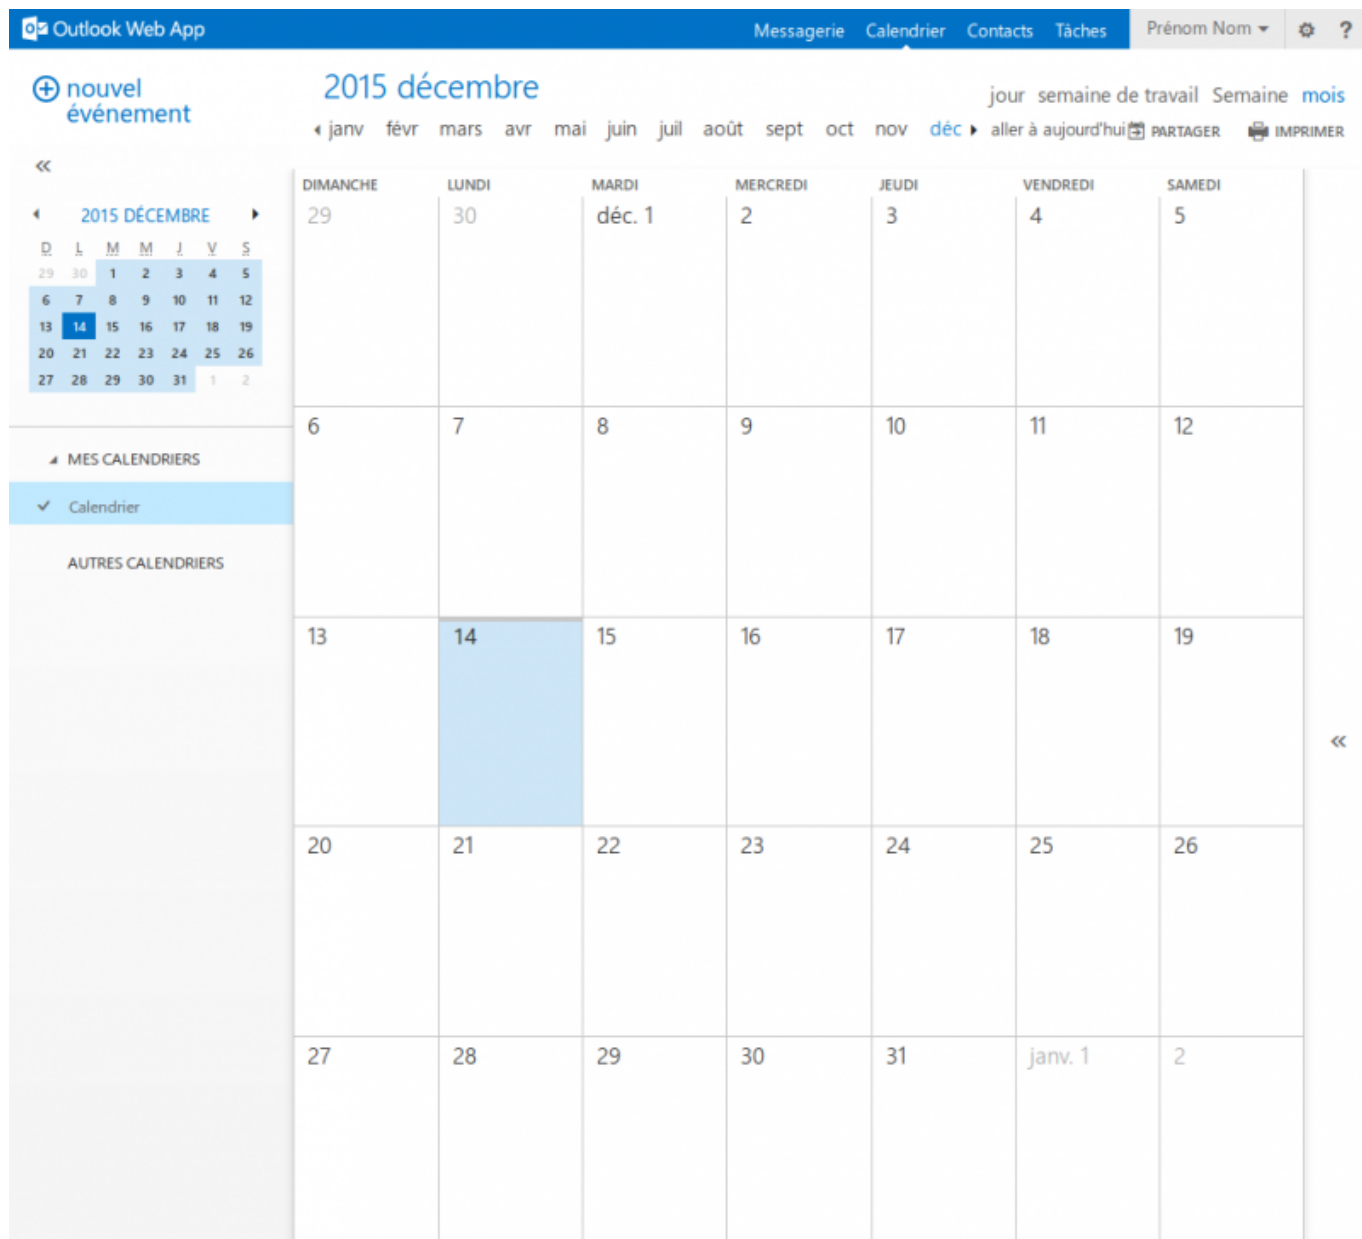 Outlook Web App Messagerie Calendrier Contacts Tâches Prénom Nom ?
nouvel
événement
2015 décembre
jour semaine de travail Semaine mois
janv févr mars avr mai juin juil août sept oct nov déc aller à aujourd'hui PARTAGER IMPRIMER
«
2015 DÉCEMBRE
D L M M J V S
29 30 1 2 3 4 5
6 7 8 9 10 11 12
13 14 15 16 17 18 19
20 21 22 23 24 25 26
27 28 29 30 31 1 2
MES CALENDRIERS
Calendrier
AUTRES CALENDRIERS
DIMANCHE LUNDI MARDI MERCREDI JEUDI VENDREDI SAMEDI
29 30 déc. 1 2 3 4 5
6 7 8 9 10 11 12
13 14 15 16 17 18 19
«
20 21 22 23 24 25 26
27 28 29 30 31 janv. 1 2